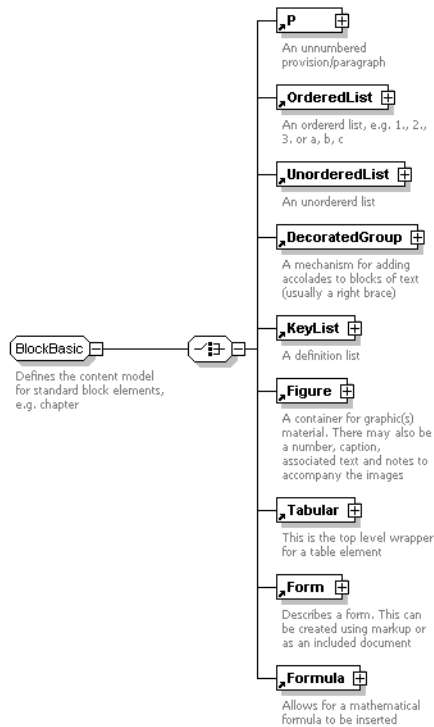 P
An unnumbered
provision/paragraph
OrderedList
An ordererd list, e.g. 1., 2.,
3. or a, b, c
UnorderedList
An unordererd list
DecoratedGroup
A mechanism for adding
accolades to blocks of text
(usually a right brace)
BlockBasic
Defines the content model
for standard block elements,
e.g. chapter
KeyList
A definition list
Figure
A container for graphic(s)
material. There may also be
a number, caption,
associated text and notes to
accompany the images
Tabular
This is the top level wrapper
for a table element
Form
Describes a form. This can
be created using markup or
as an included document
Formula
Allows for a mathematical
formula to be inserted